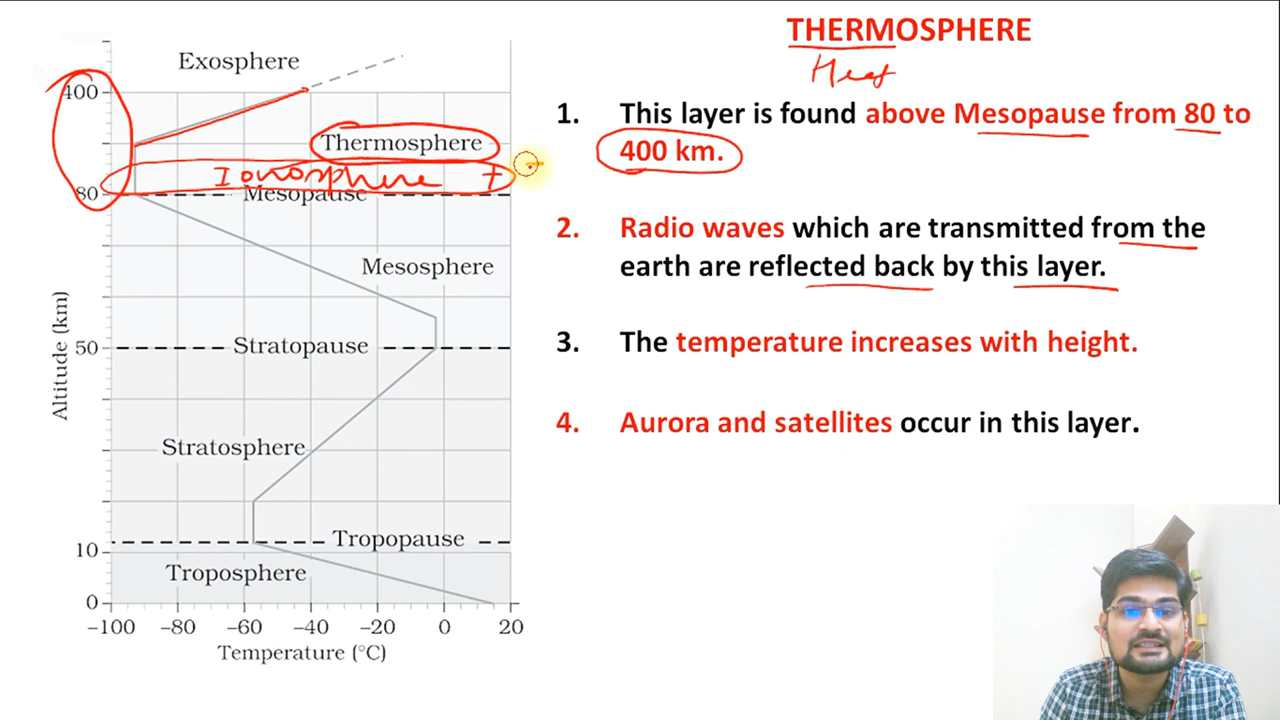 THERMOSPHERE
Heat
1. This layer is found above Mesopause from 80 to
400 km.
2. Radio waves which are transmitted from the
earth are reflected back by this layer.
3. The temperature increases with height.
4. Aurora and satellites occur in this layer.
Exosphere
400
Thermosphere
Ionosphere +
80
Mesopause
Mesosphere
50
Stratopause
Stratosphere
10
Tropopause
Troposphere
0
Altitude (km)
–100 –80 –60 –40 –20 0 20
Temperature (°C)